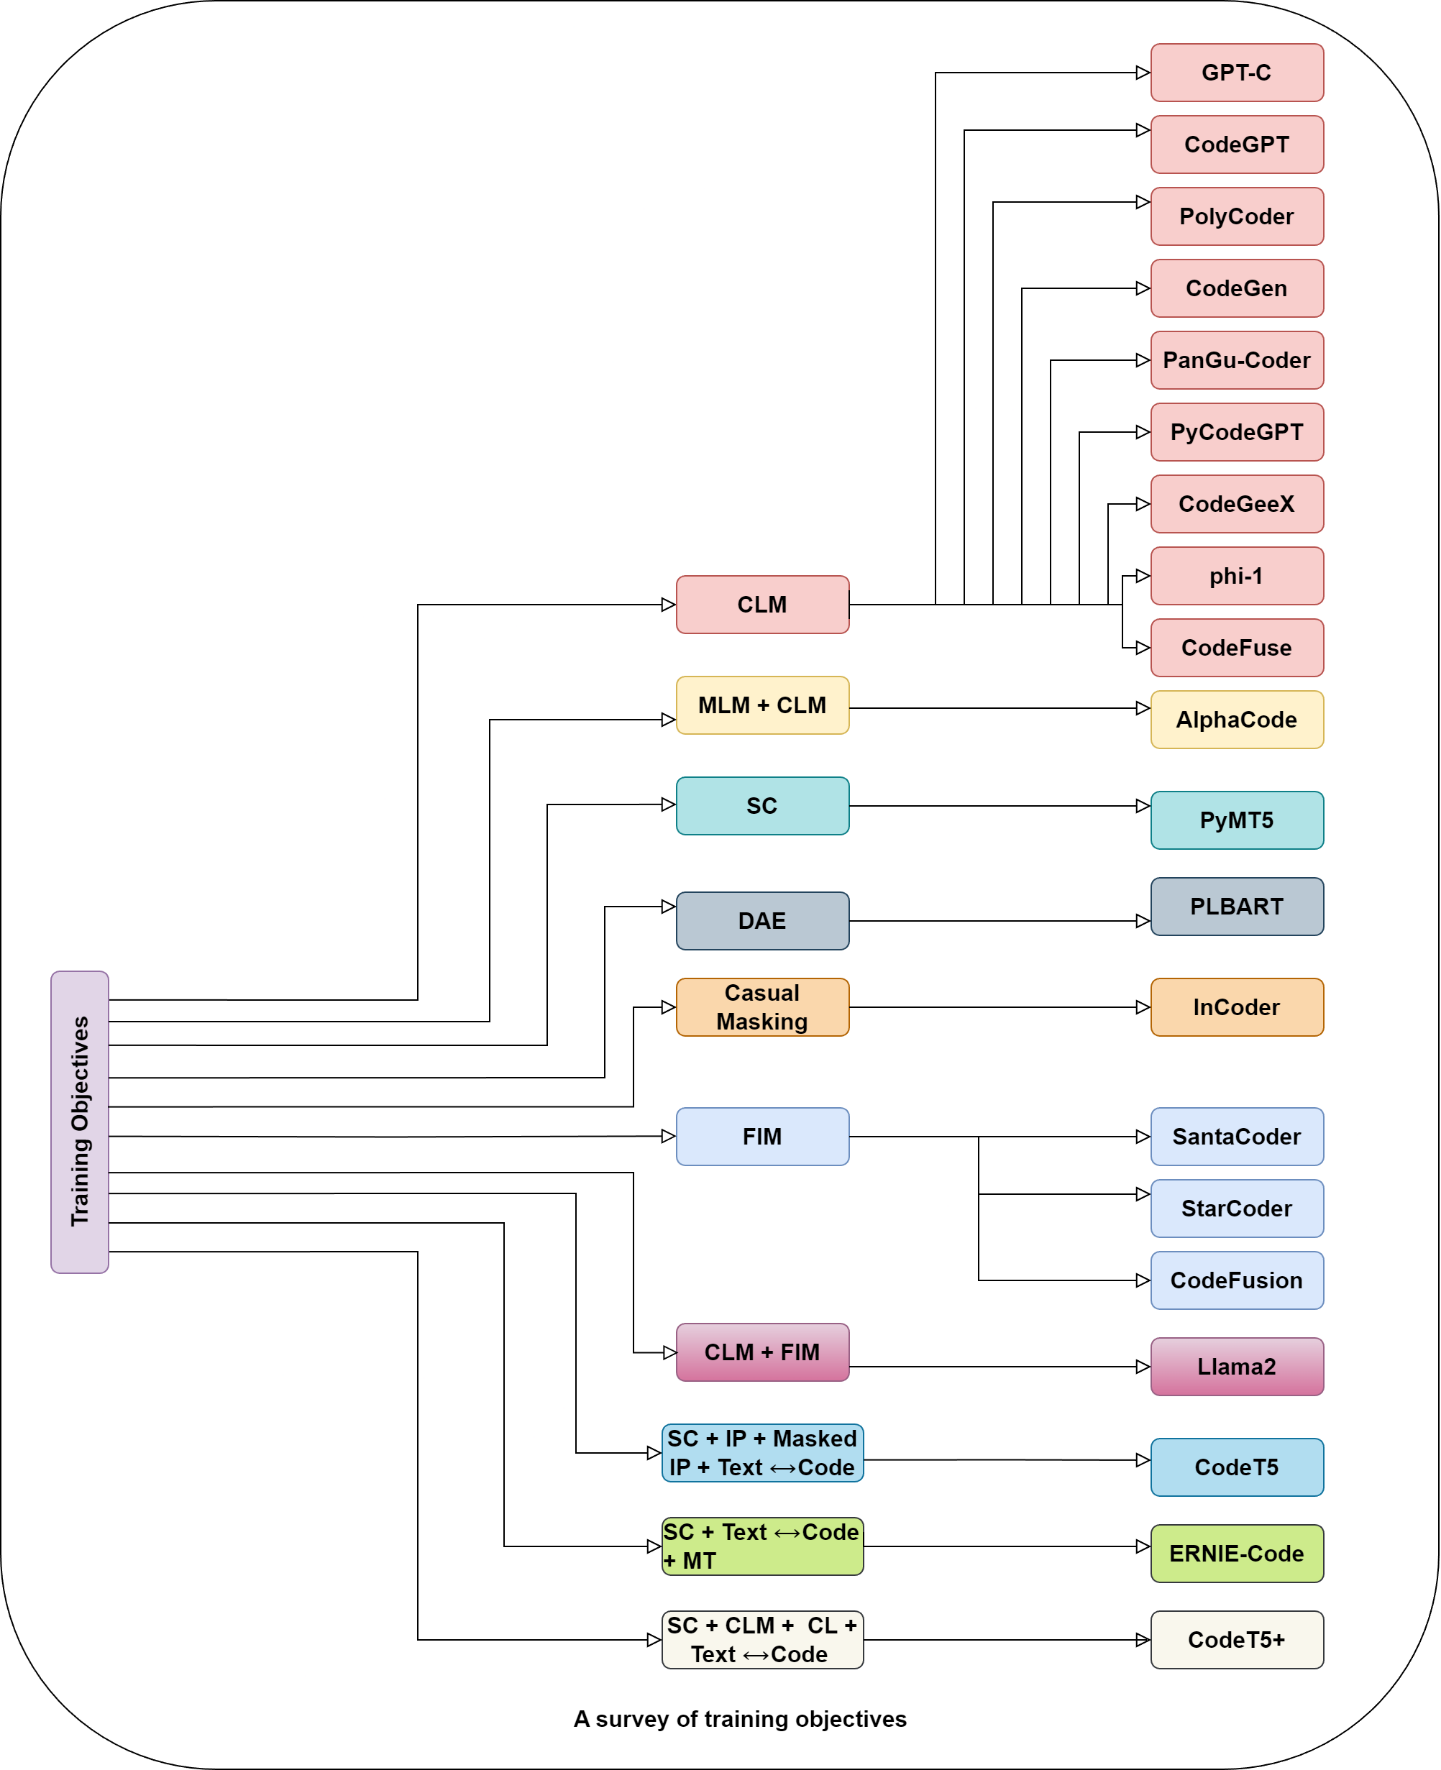 Training Objectives
CLM
GPT-C
CodeGPT
PolyCoder
CodeGen
PanGu-Coder
PyCodeGPT
CodeGeeX
phi-1
CodeFuse
MLM + CLM
AlphaCode
SC
PyMT5
DAE
PLBART
Casual
Masking
InCoder
FIM
SantaCoder
StarCoder
CodeFusion
CLM + FIM
Llama2
SC + IP + Masked
IP + Text ↔Code
CodeT5
SC + Text ↔Code
+ MT
ERNIE-Code
SC + CLM + CL +
Text ↔Code
CodeT5+
A survey of training objectives